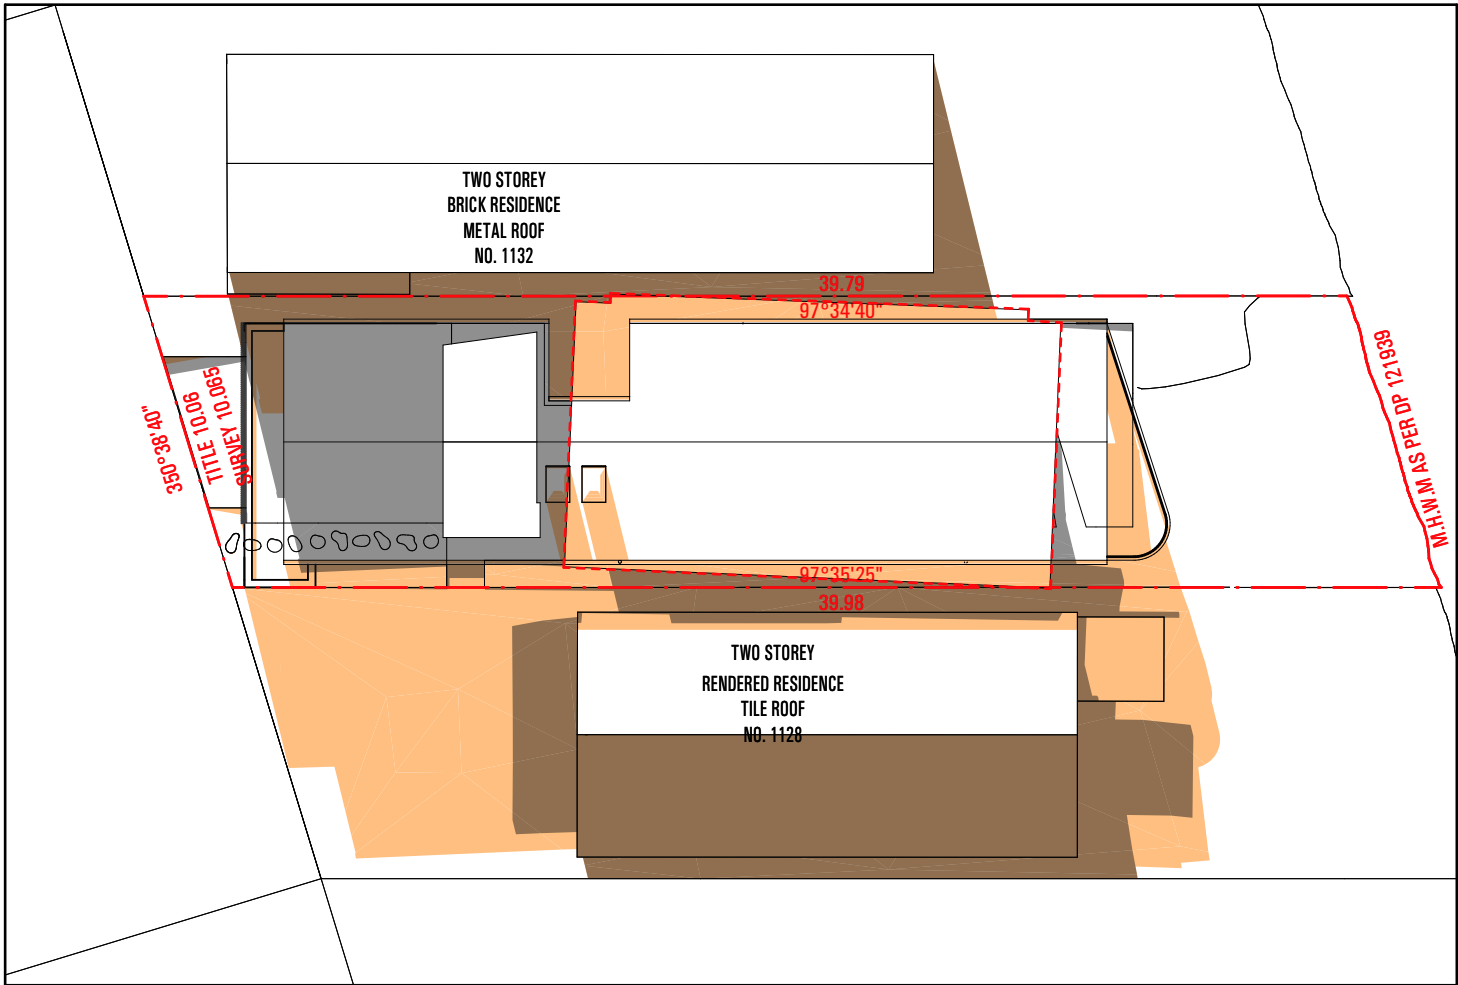 TWO STOREY
BRICK RESIDENCE
METAL ROOF
NO. 1132
39.79
97°34'40"
350°38'40"
TITLE 10.06
SURVEY 10.065
M.H.W.M AS PER DP 121939
97°35'25"
39.98
TWO STOREY
RENDERED RESIDENCE
TILE ROOF
NO. 1128